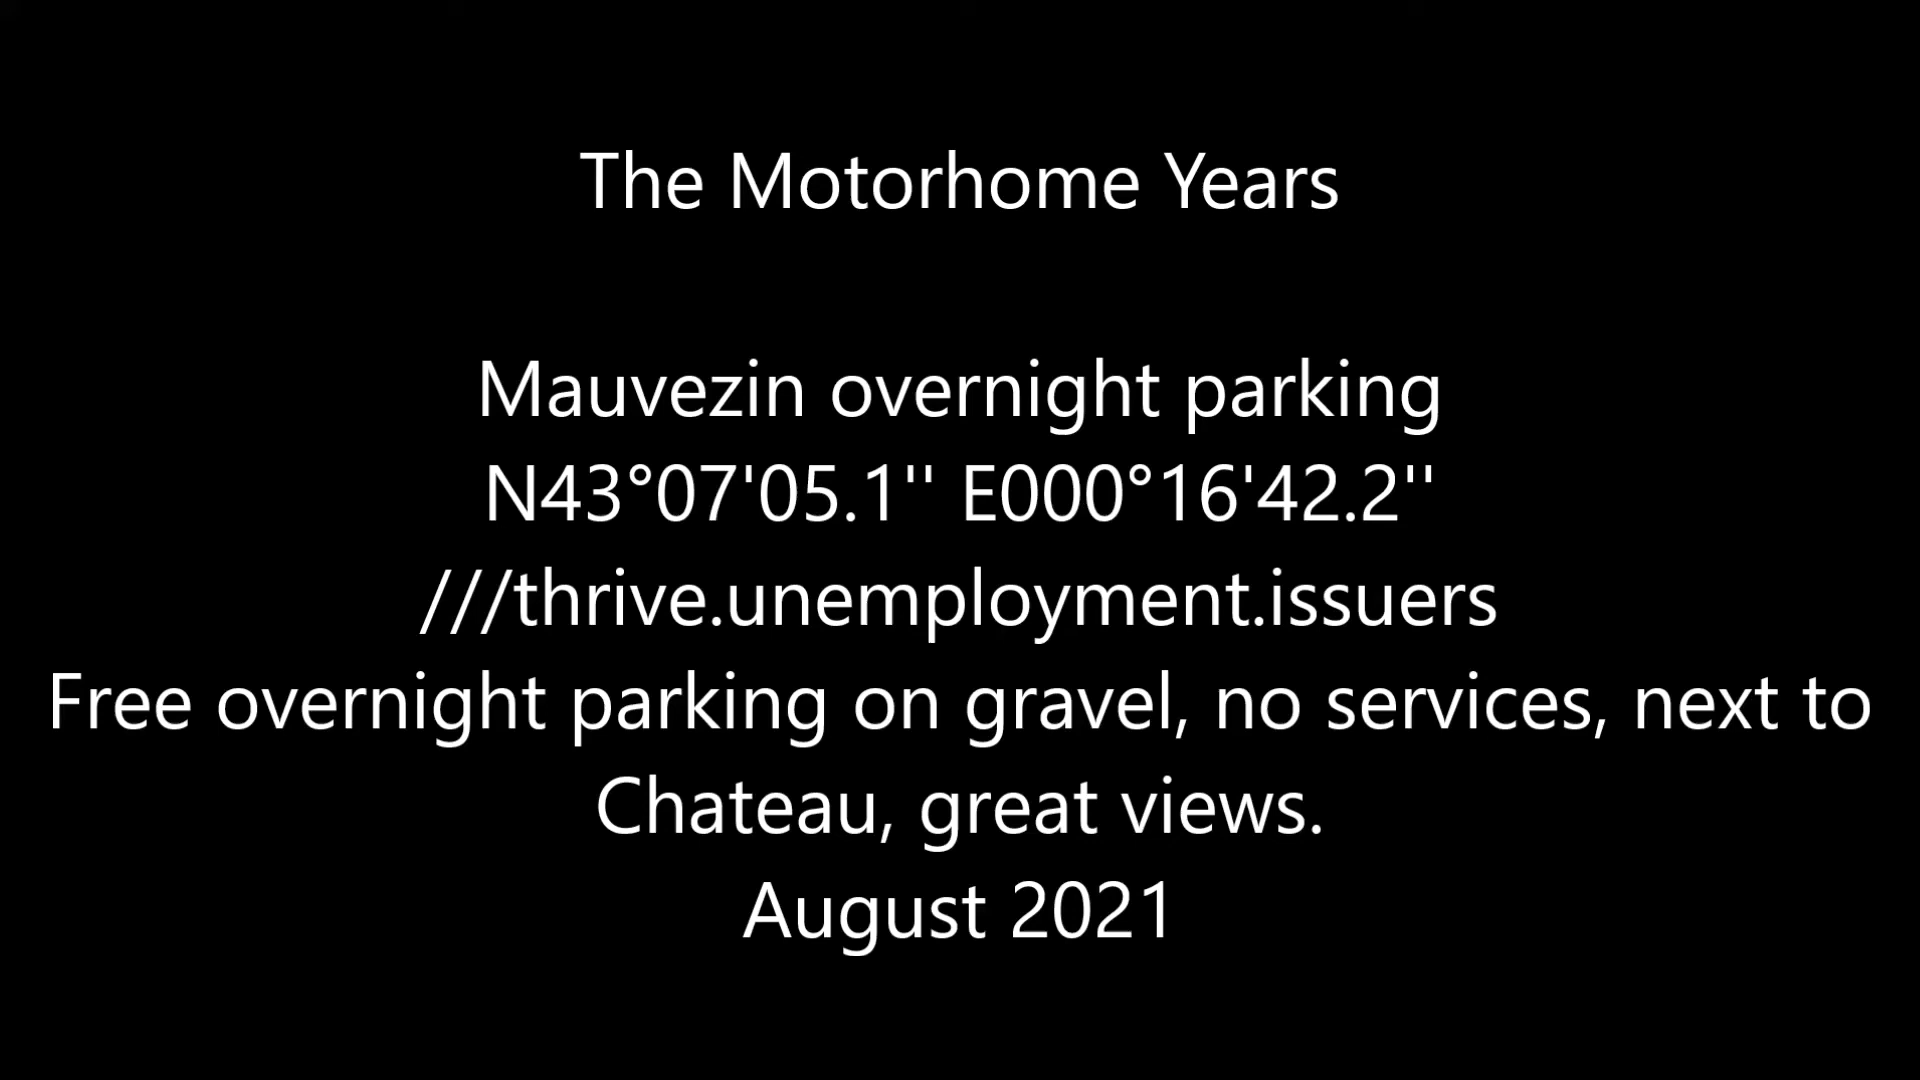 The Motorhome Years
Mauvezin overnight parking
N43°07'05.1'' E000°16'42.2''
///thrive.unemployment.issuers
Free overnight parking on gravel, no services, next to
Chateau, great views.
August 2021